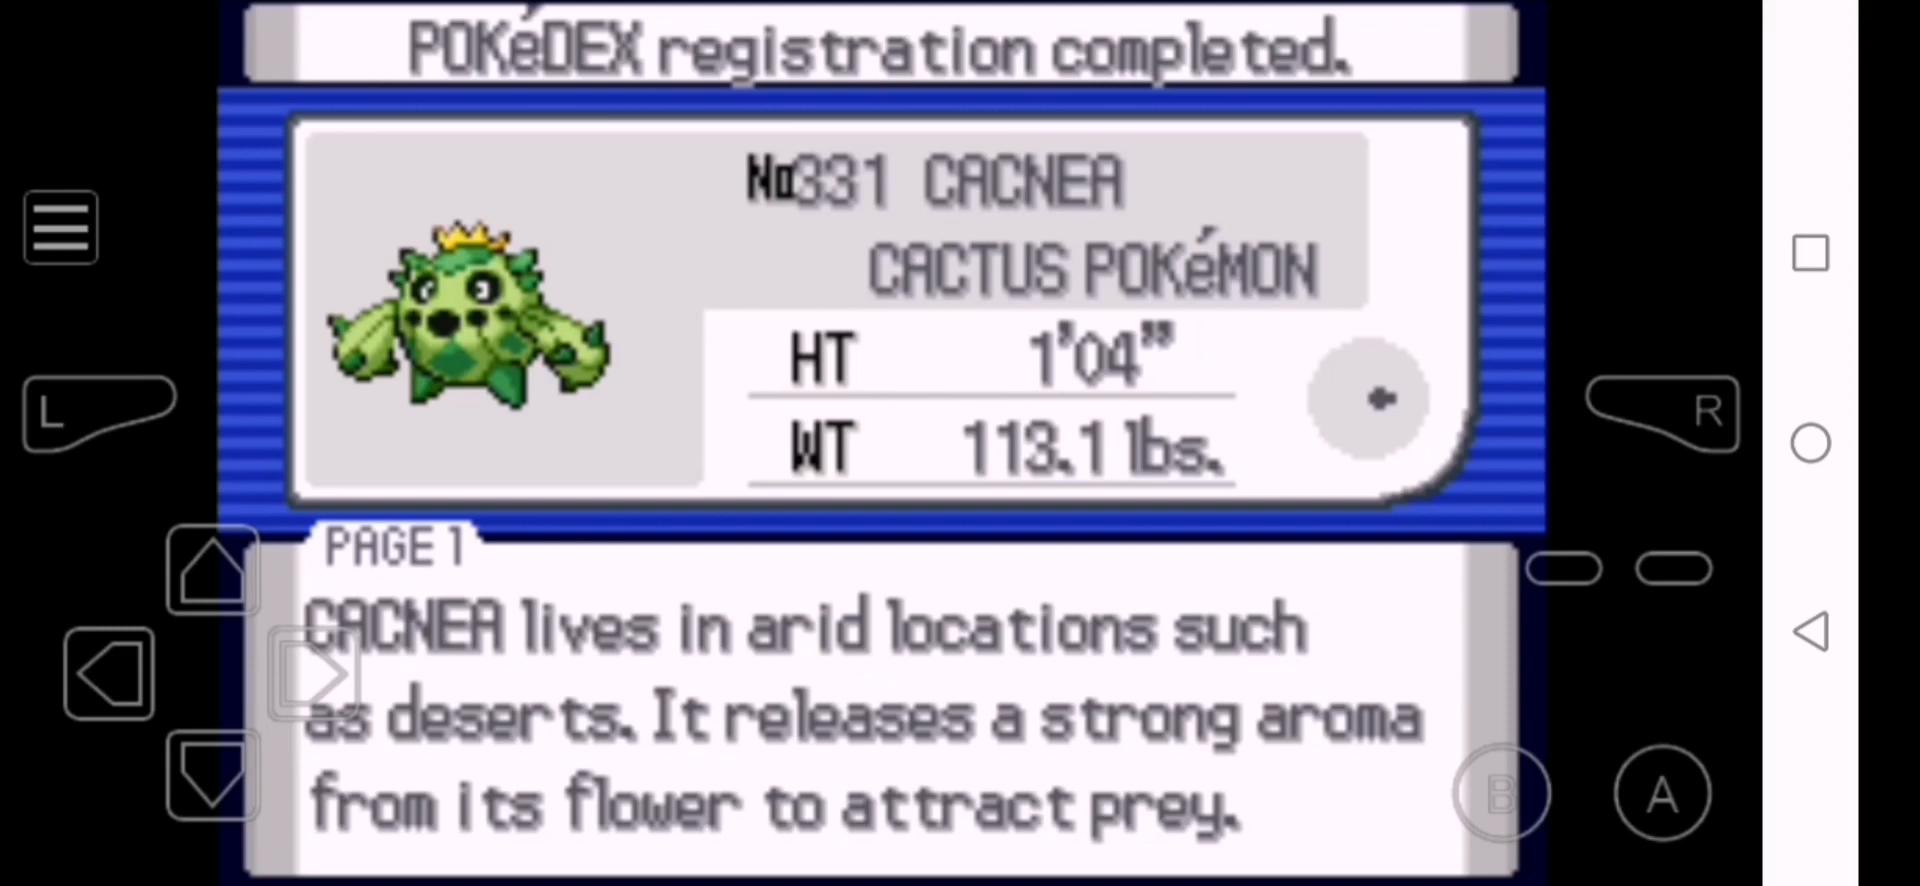 POKéDEX registration completed.
No331 CACNEA
CACTUS POKéMON
HT 1'04"
WT 113.1 lbs.
L
R
PAGE 1
CACNEA lives in arid locations such
as deserts. It releases a strong aroma
from its flower to attract prey.
B
A